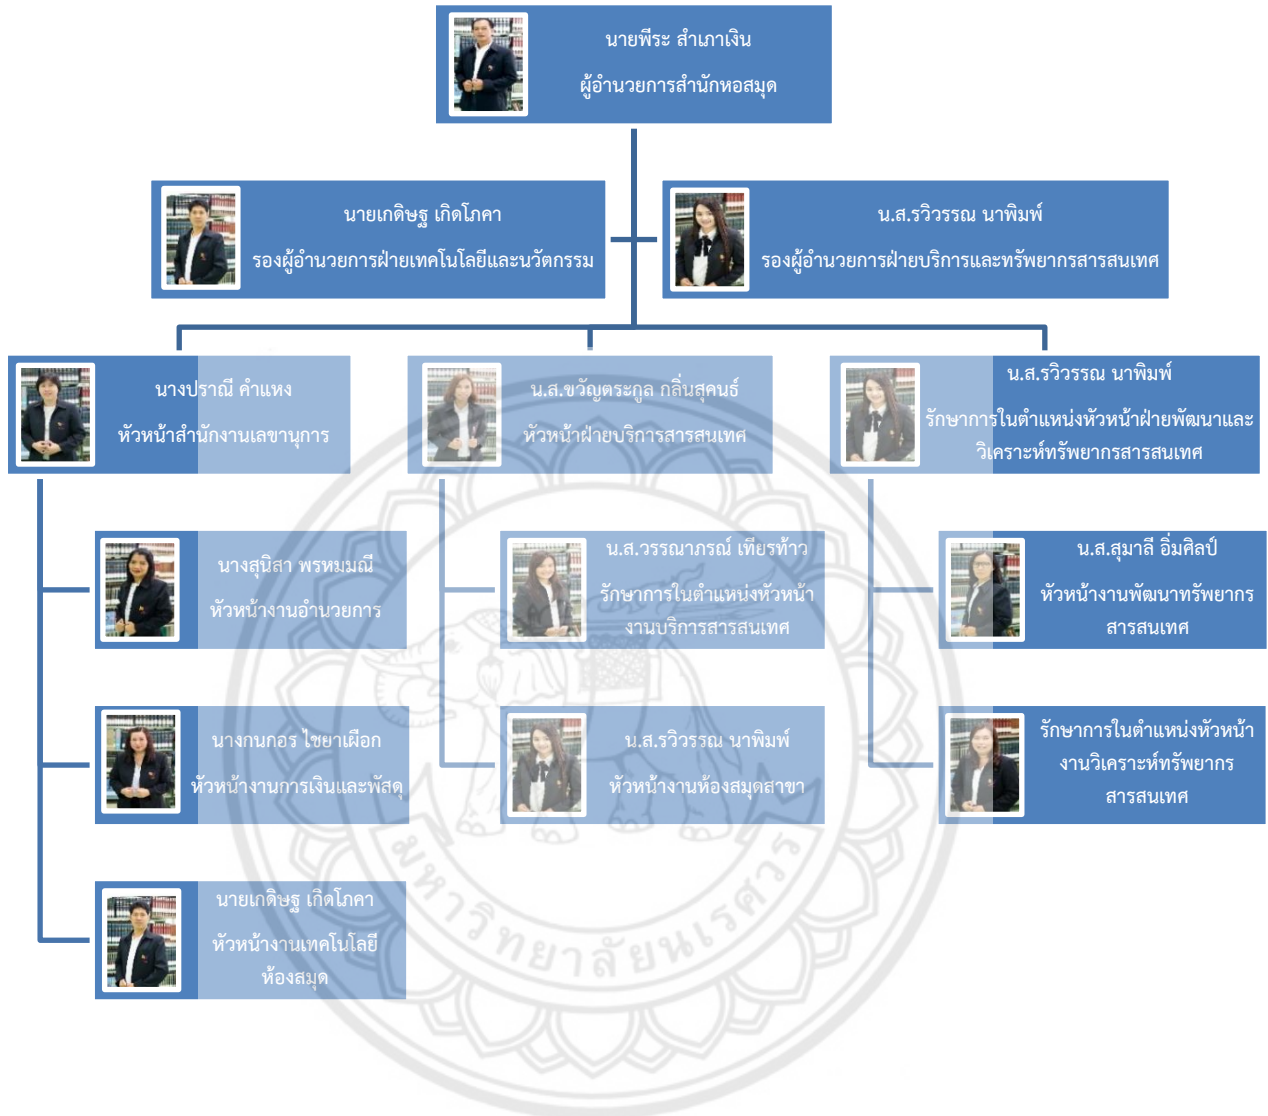 นายพีระ สำเภาเงิน
ผู้อำนวยการสำนักหอสมุด
นายเกดิษฐ เกิดโภคา
รองผู้อำนวยการฝ่ายเทคโนโลยีและนวัตกรรม
น.ส.รวิวรรณ นาพิมพ์
รองผู้อำนวยการฝ่ายบริการและทรัพยากรสารสนเทศ
นางปราณี คำแหง
หัวหน้าสำนักงานเลขานุการ
น.ส.ขวัญตระกูล กลิ่นสุคนธ์
หัวหน้าฝ่ายบริการสารสนเทศ
น.ส.รวิวรรณ นาพิมพ์
รักษาการในตำแหน่งหัวหน้าฝ่ายพัฒนาและ
วิเคราะห์ทรัพยากรสารสนเทศ
นางสุนิสา พรหมมณี
หัวหน้างานอำนวยการ
น.ส.วรรณาภรณ์ เทียรท้าว
รักษาการในตำแหน่งหัวหน้า
งานบริการสารสนเทศ
น.ส.สุมาลี อิ่มศิลป์
หัวหน้างานพัฒนาทรัพยากร
สารสนเทศ
นางกนกอร ไชยาเผือก
หัวหน้างานการเงินและพัสดุ
น.ส.รวิวรรณ นาพิมพ์
หัวหน้างานห้องสมุดสาขา
รักษาการในตำแหน่งหัวหน้า
งานวิเคราะห์ทรัพยากร
สารสนเทศ
นายเกดิษฐ เกิดโภคา
หัวหน้างานเทคโนโลยี
ห้องสมุด
มหาวิทยาลัยนเรศวร